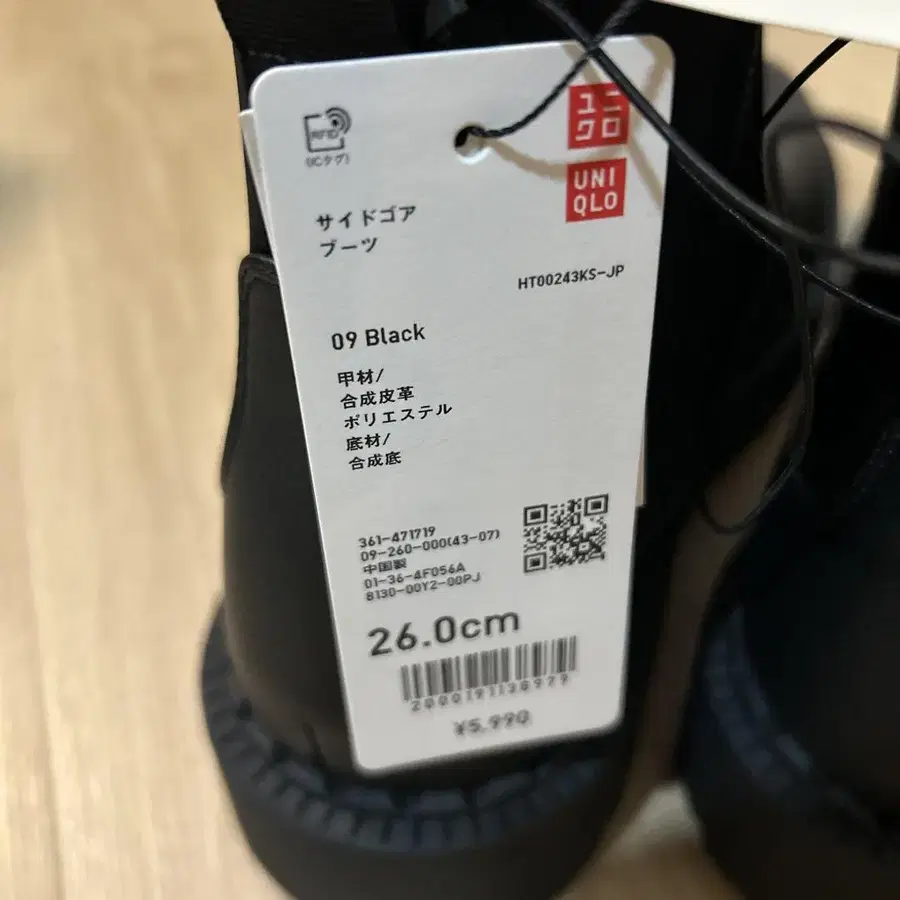 RFID
(ICタグ)
ユニ
クロ
UNI
QLO
サイドゴア
ブーツ
HT00243KS-JP
09 Black
甲材/
合成皮革
ポリエステル
底材/
合成底
361-471719
09-260-000(43-07)
中国製
01-36-4F056A
8130-00Y2-00PJ
26.0cm
2000191138979
¥5,990